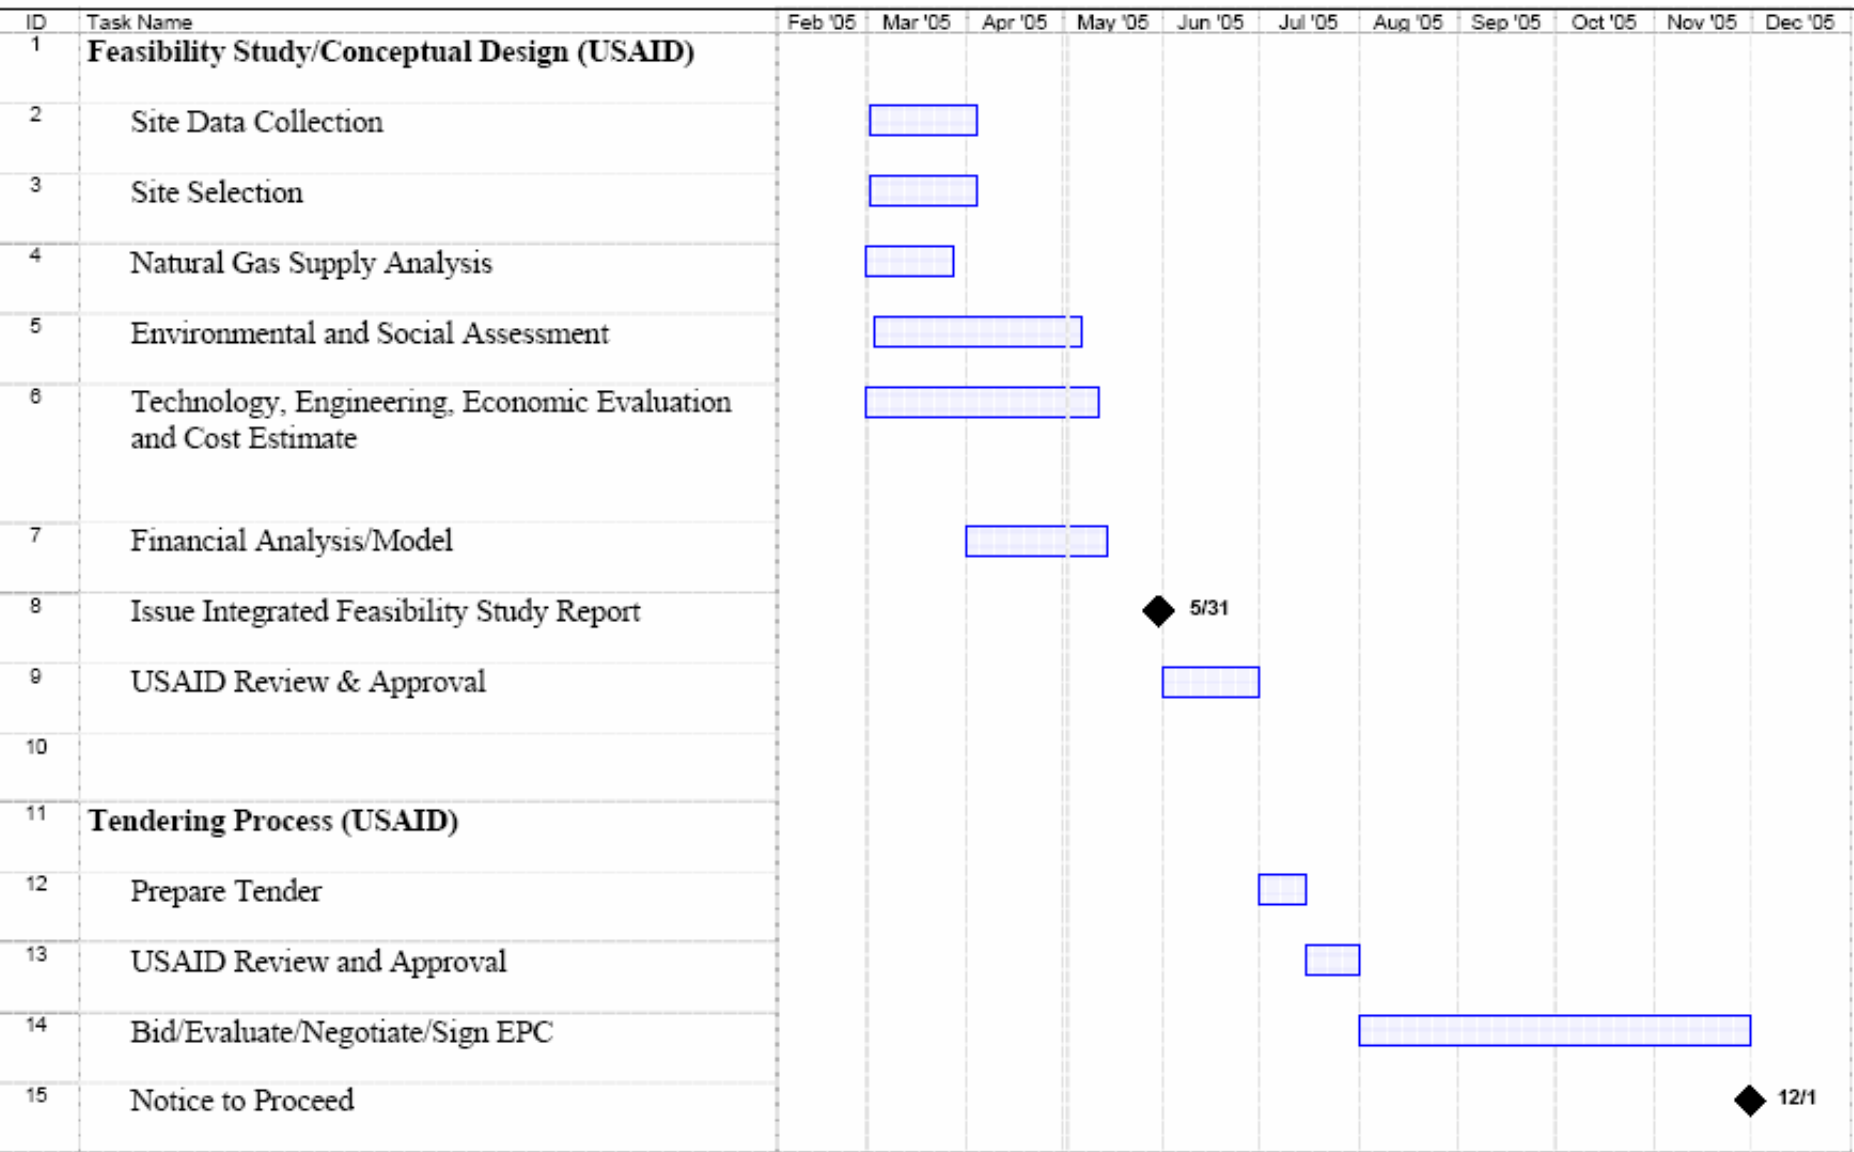 ID Task Name Feb '05 Mar '05 Apr '05 May '05 Jun '05 Jul '05 Aug '05 Sep '05 Oct '05 Nov '05 Dec '05
1 Feasibility Study/Conceptual Design (USAID)
2 Site Data Collection
3 Site Selection
4 Natural Gas Supply Analysis
5 Environmental and Social Assessment
6 Technology, Engineering, Economic Evaluation
and Cost Estimate
7 Financial Analysis/Model
8 Issue Integrated Feasibility Study Report 5/31
9 USAID Review & Approval
10
11 Tendering Process (USAID)
12 Prepare Tender
13 USAID Review and Approval
14 Bid/Evaluate/Negotiate/Sign EPC
15 Notice to Proceed 12/1